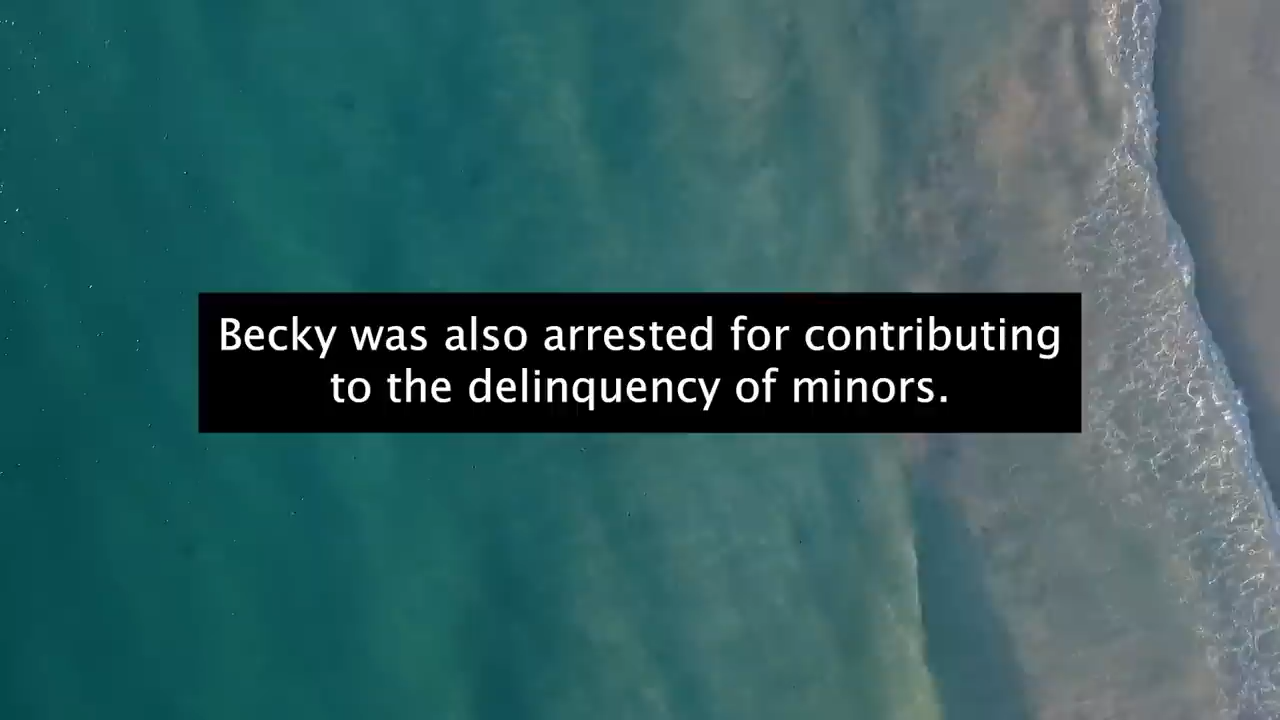 Becky was also arrested for contributing
to the delinquency of minors.